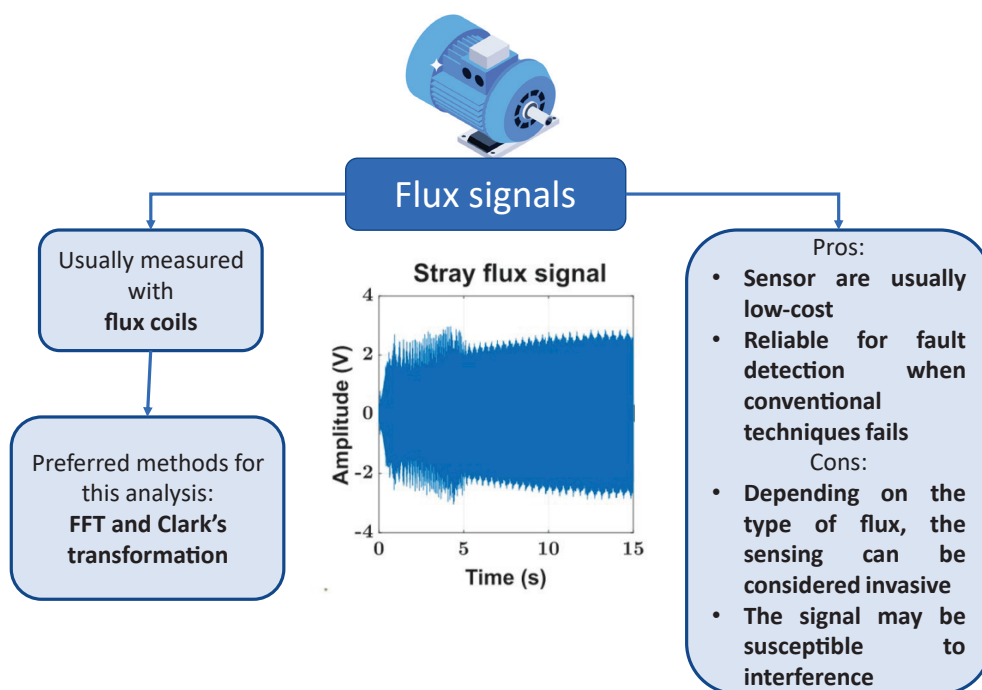 Flux signals
Usually measured
with
flux coils
Preferred methods for
this analysis:
FFT and Clark's
transformation
Stray flux signal
4
2
0
-2
-4
Amplitude (V)
0 5 10 15
Time (s)
Pros:
• Sensor are usually
low-cost
• Reliable for fault
detection when
conventional
techniques fails
Cons:
• Depending on the
type of flux, the
sensing can be
considered invasive
• The signal may be
susceptible to
interference